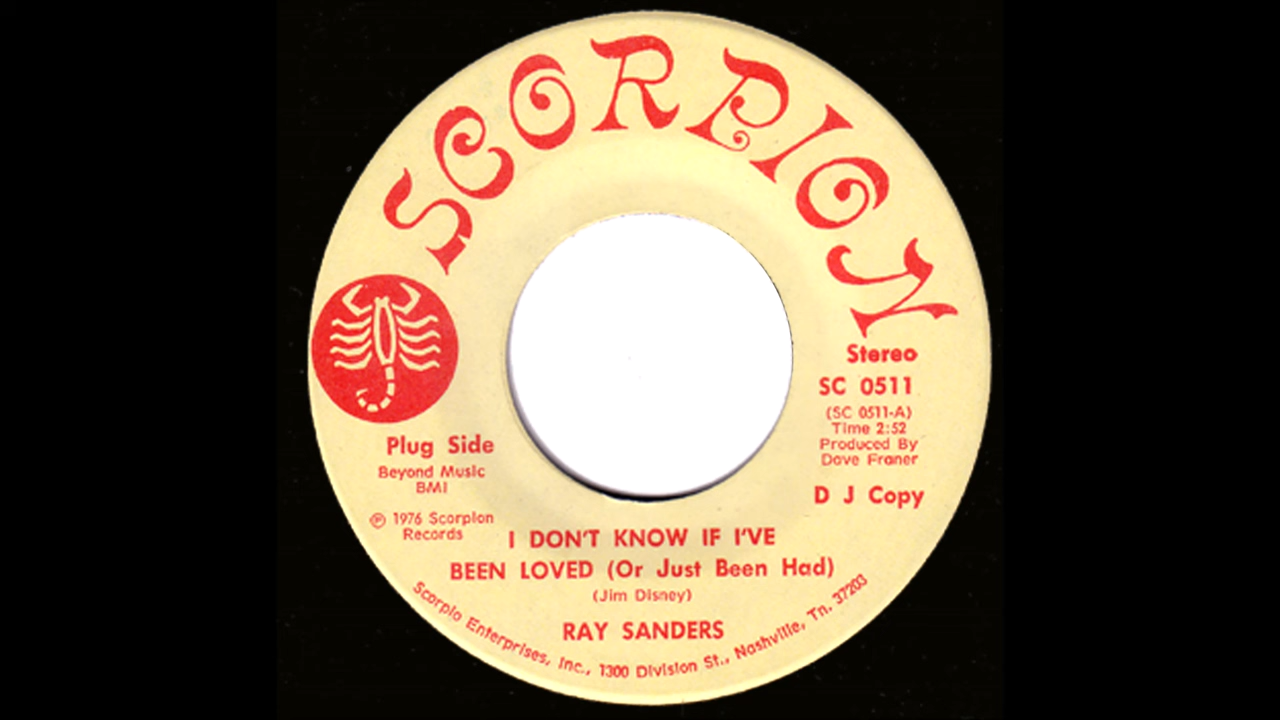 SCORPION
Stereo
SC 0511
(SC 0511-A)
Time 2:52
Produced By
Dave Franer
D J Copy
Plug Side
Beyond Music
BMI
℗ 1976 Scorpion
Records
I DON'T KNOW IF I'VE
BEEN LOVED (Or Just Been Had)
(Jim Disney)
RAY SANDERS
Scorpio Enterprises, Inc., 1300 Division St., Nashville, Tn. 37203